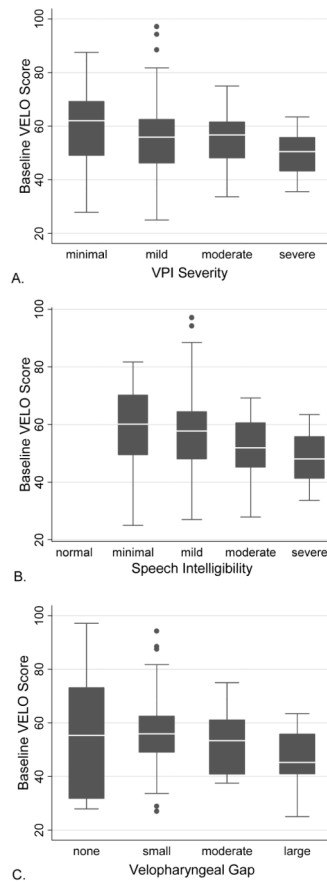 100
80
60
40
20
Baseline VELO Score
minimal mild moderate severe
VPI Severity
A.
100
80
60
40
20
Baseline VELO Score
normal minimal mild moderate severe
Speech Intelligibility
B.
100
80
60
40
20
Baseline VELO Score
none small moderate large
Velopharyngeal Gap
C.